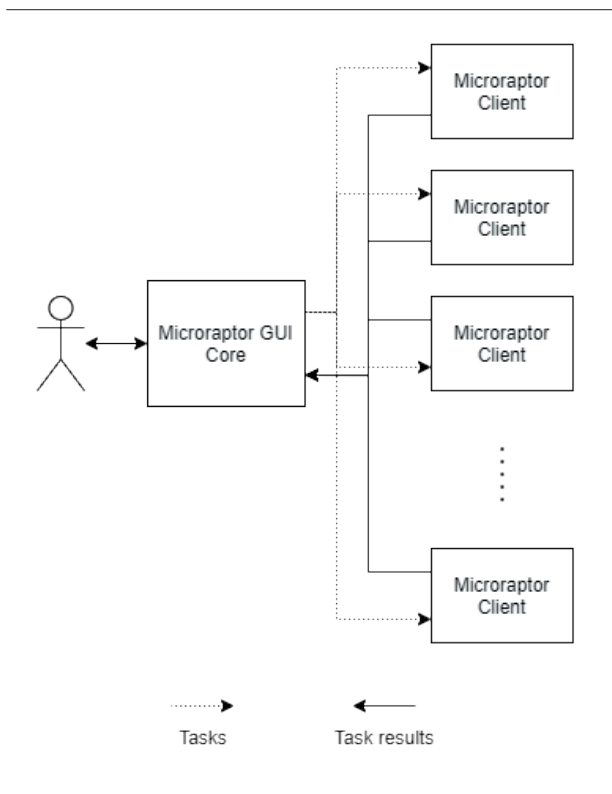 Microraptor
Client
Microraptor
Client
Microraptor GUI
Core
Microraptor
Client
Microraptor
Client
Tasks
Task results